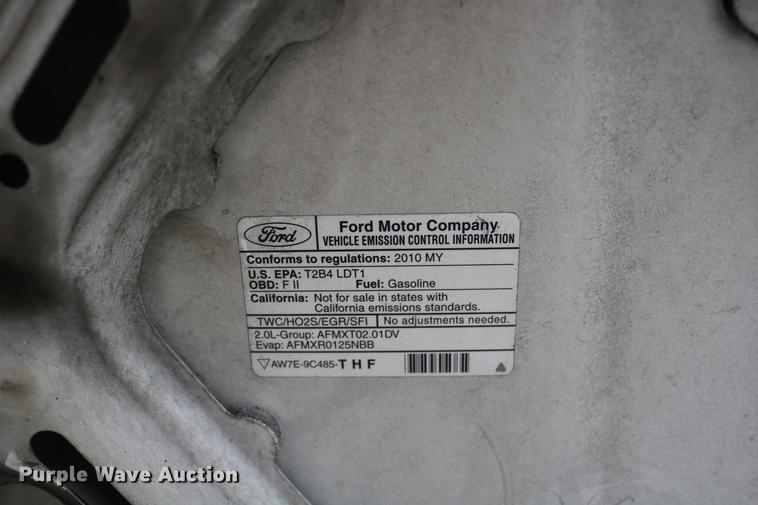 Ford
Ford Motor Company
VEHICLE EMISSION CONTROL INFORMATION
Conforms to regulations: 2010 MY
U.S. EPA: T2B4 LDT1
OBD: F II Fuel: Gasoline
California: Not for sale in states with
California emissions standards.
TWC/HO2S/EGR/SFI No adjustments needed.
2.0L-Group: AFMXT02.01DV
Evap: AFMXR0125NBB
AW7E-9C485-T H F
Purple Wave Auction